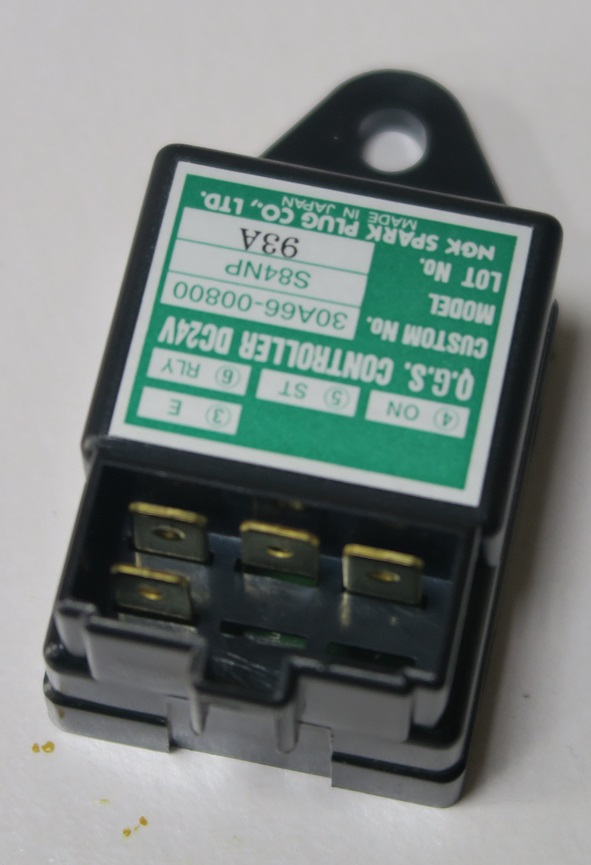 ③ E
④ ON
⑤ ST
⑥ RLY
Q.G.S. CONTROLLER DC24V
CUSTOM No. 30A66-00800
MODEL S84NP
LOT No. 93A
NGK SPARK PLUG CO., LTD.
MADE IN JAPAN